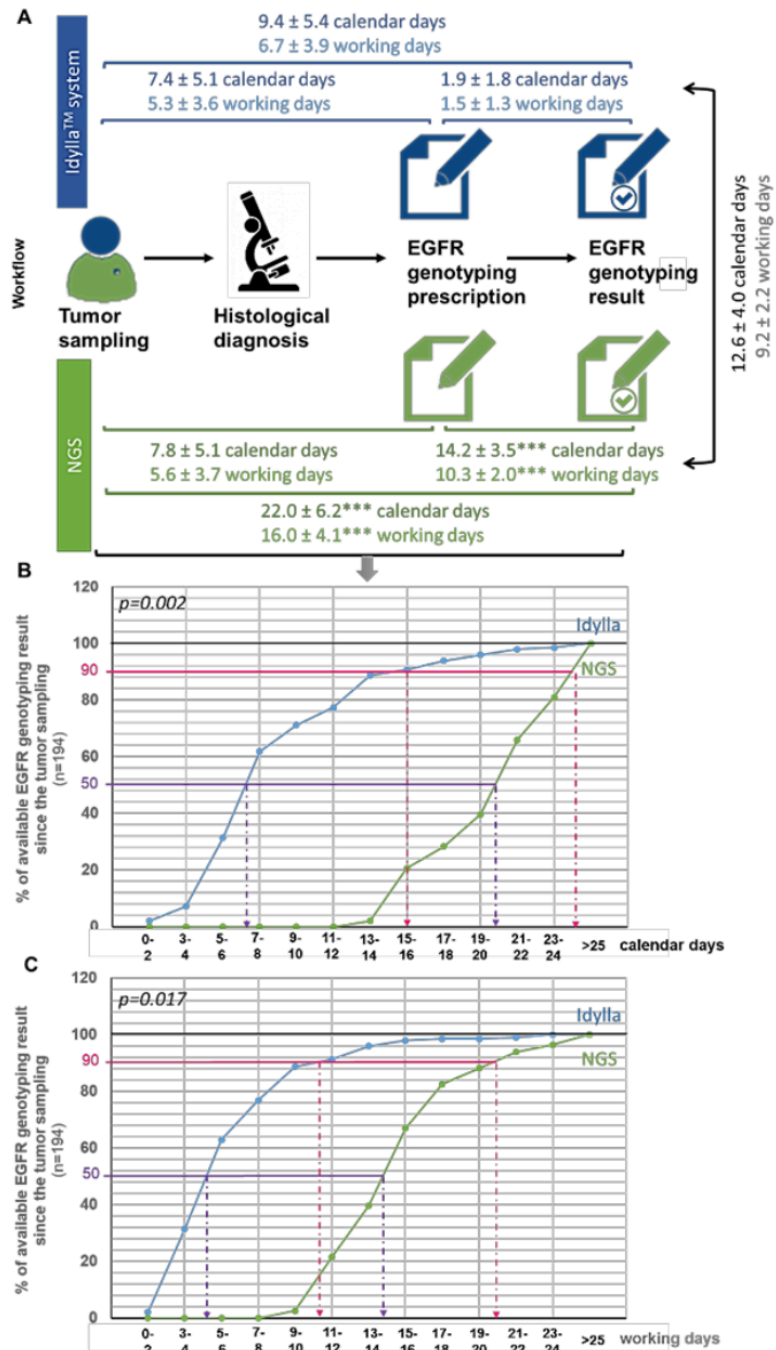 A
Idylla™ system
9.4 ± 5.4 calendar days
6.7 ± 3.9 working days
7.4 ± 5.1 calendar days
5.3 ± 3.6 working days
1.9 ± 1.8 calendar days
1.5 ± 1.3 working days
Workflow
Tumor
sampling
Histological
diagnosis
EGFR
genotyping
prescription
EGFR
genotyping
result
12.6 ± 4.0 calendar days
9.2 ± 2.2 working days
NGS
7.8 ± 5.1 calendar days
5.6 ± 3.7 working days
14.2 ± 3.5*** calendar days
10.3 ± 2.0*** working days
22.0 ± 6.2*** calendar days
16.0 ± 4.1*** working days
B
% of available EGFR genotyping result
since the tumor sampling
(n=194)
120
100
90
80
60
50
40
20
0
p=0.002
Idylla
NGS
0-
2
3-
4
5-
6
7-
8
9-
10
11-
12
13-
14
15-
16
17-
18
19-
20
21-
22
23-
24
>25
calendar days
C
% of available EGFR genotyping result
since the tumor sampling
(n=194)
120
100
90
80
60
50
40
20
0
p=0.017
Idylla
NGS
0-
2
3-
4
5-
6
7-
8
9-
10
11-
12
13-
14
15-
16
17-
18
19-
20
21-
22
23-
24
>25
working days